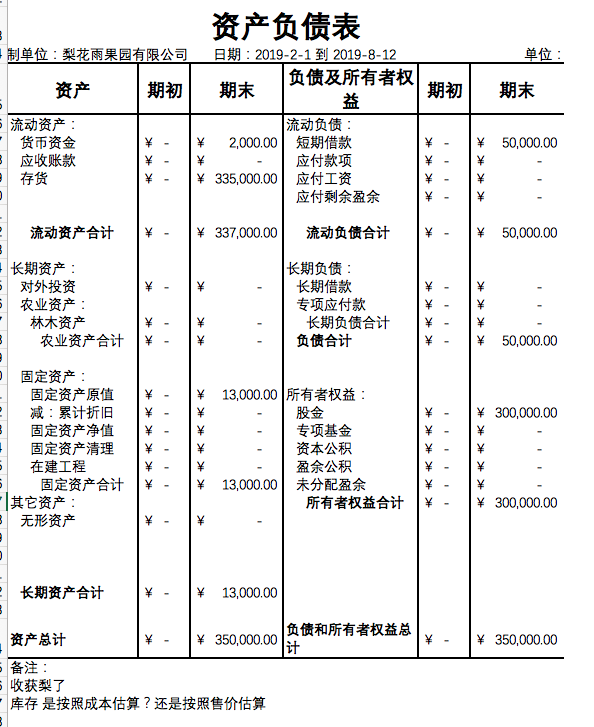 资产负债表
制单位：梨花雨果园有限公司 日期：2019-2-1 到 2019-8-12 单位：
资产 期初 期末 负债及所有者权益 期初 期末
流动资产： 流动负债：
货币资金 ¥ - ¥ 2,000.00 短期借款 ¥ - ¥ 50,000.00
应收账款 ¥ - ¥ - 应付款项 ¥ - ¥ -
存货 ¥ - ¥ 335,000.00 应付工资 ¥ - ¥ -
应付剩余盈余 ¥ - ¥ -
流动资产合计 ¥ - ¥ 337,000.00 流动负债合计 ¥ - ¥ 50,000.00
长期资产： 长期负债：
对外投资 ¥ - ¥ - 长期借款 ¥ - ¥ -
农业资产： 专项应付款 ¥ - ¥ -
林木资产 ¥ - ¥ - 长期负债合计 ¥ - ¥ -
农业资产合计 ¥ - ¥ - 负债合计 ¥ - ¥ 50,000.00
固定资产：
固定资产原值 ¥ - ¥ 13,000.00 所有者权益：
减：累计折旧 ¥ - ¥ - 股金 ¥ - ¥ 300,000.00
固定资产净值 ¥ - ¥ - 专项基金 ¥ - ¥ -
固定资产清理 ¥ - ¥ - 资本公积 ¥ - ¥ -
在建工程 ¥ - ¥ - 盈余公积 ¥ - ¥ -
固定资产合计 ¥ - ¥ 13,000.00 未分配盈余 ¥ - ¥ -
其它资产： 所有者权益合计 ¥ - ¥ 300,000.00
无形资产 ¥ - ¥ -
长期资产合计 ¥ - ¥ 13,000.00
资产总计 ¥ - ¥ 350,000.00 负债和所有者权益总计 ¥ - ¥ 350,000.00
备注：
收获梨了
库存 是按照成本估算？还是按照售价估算